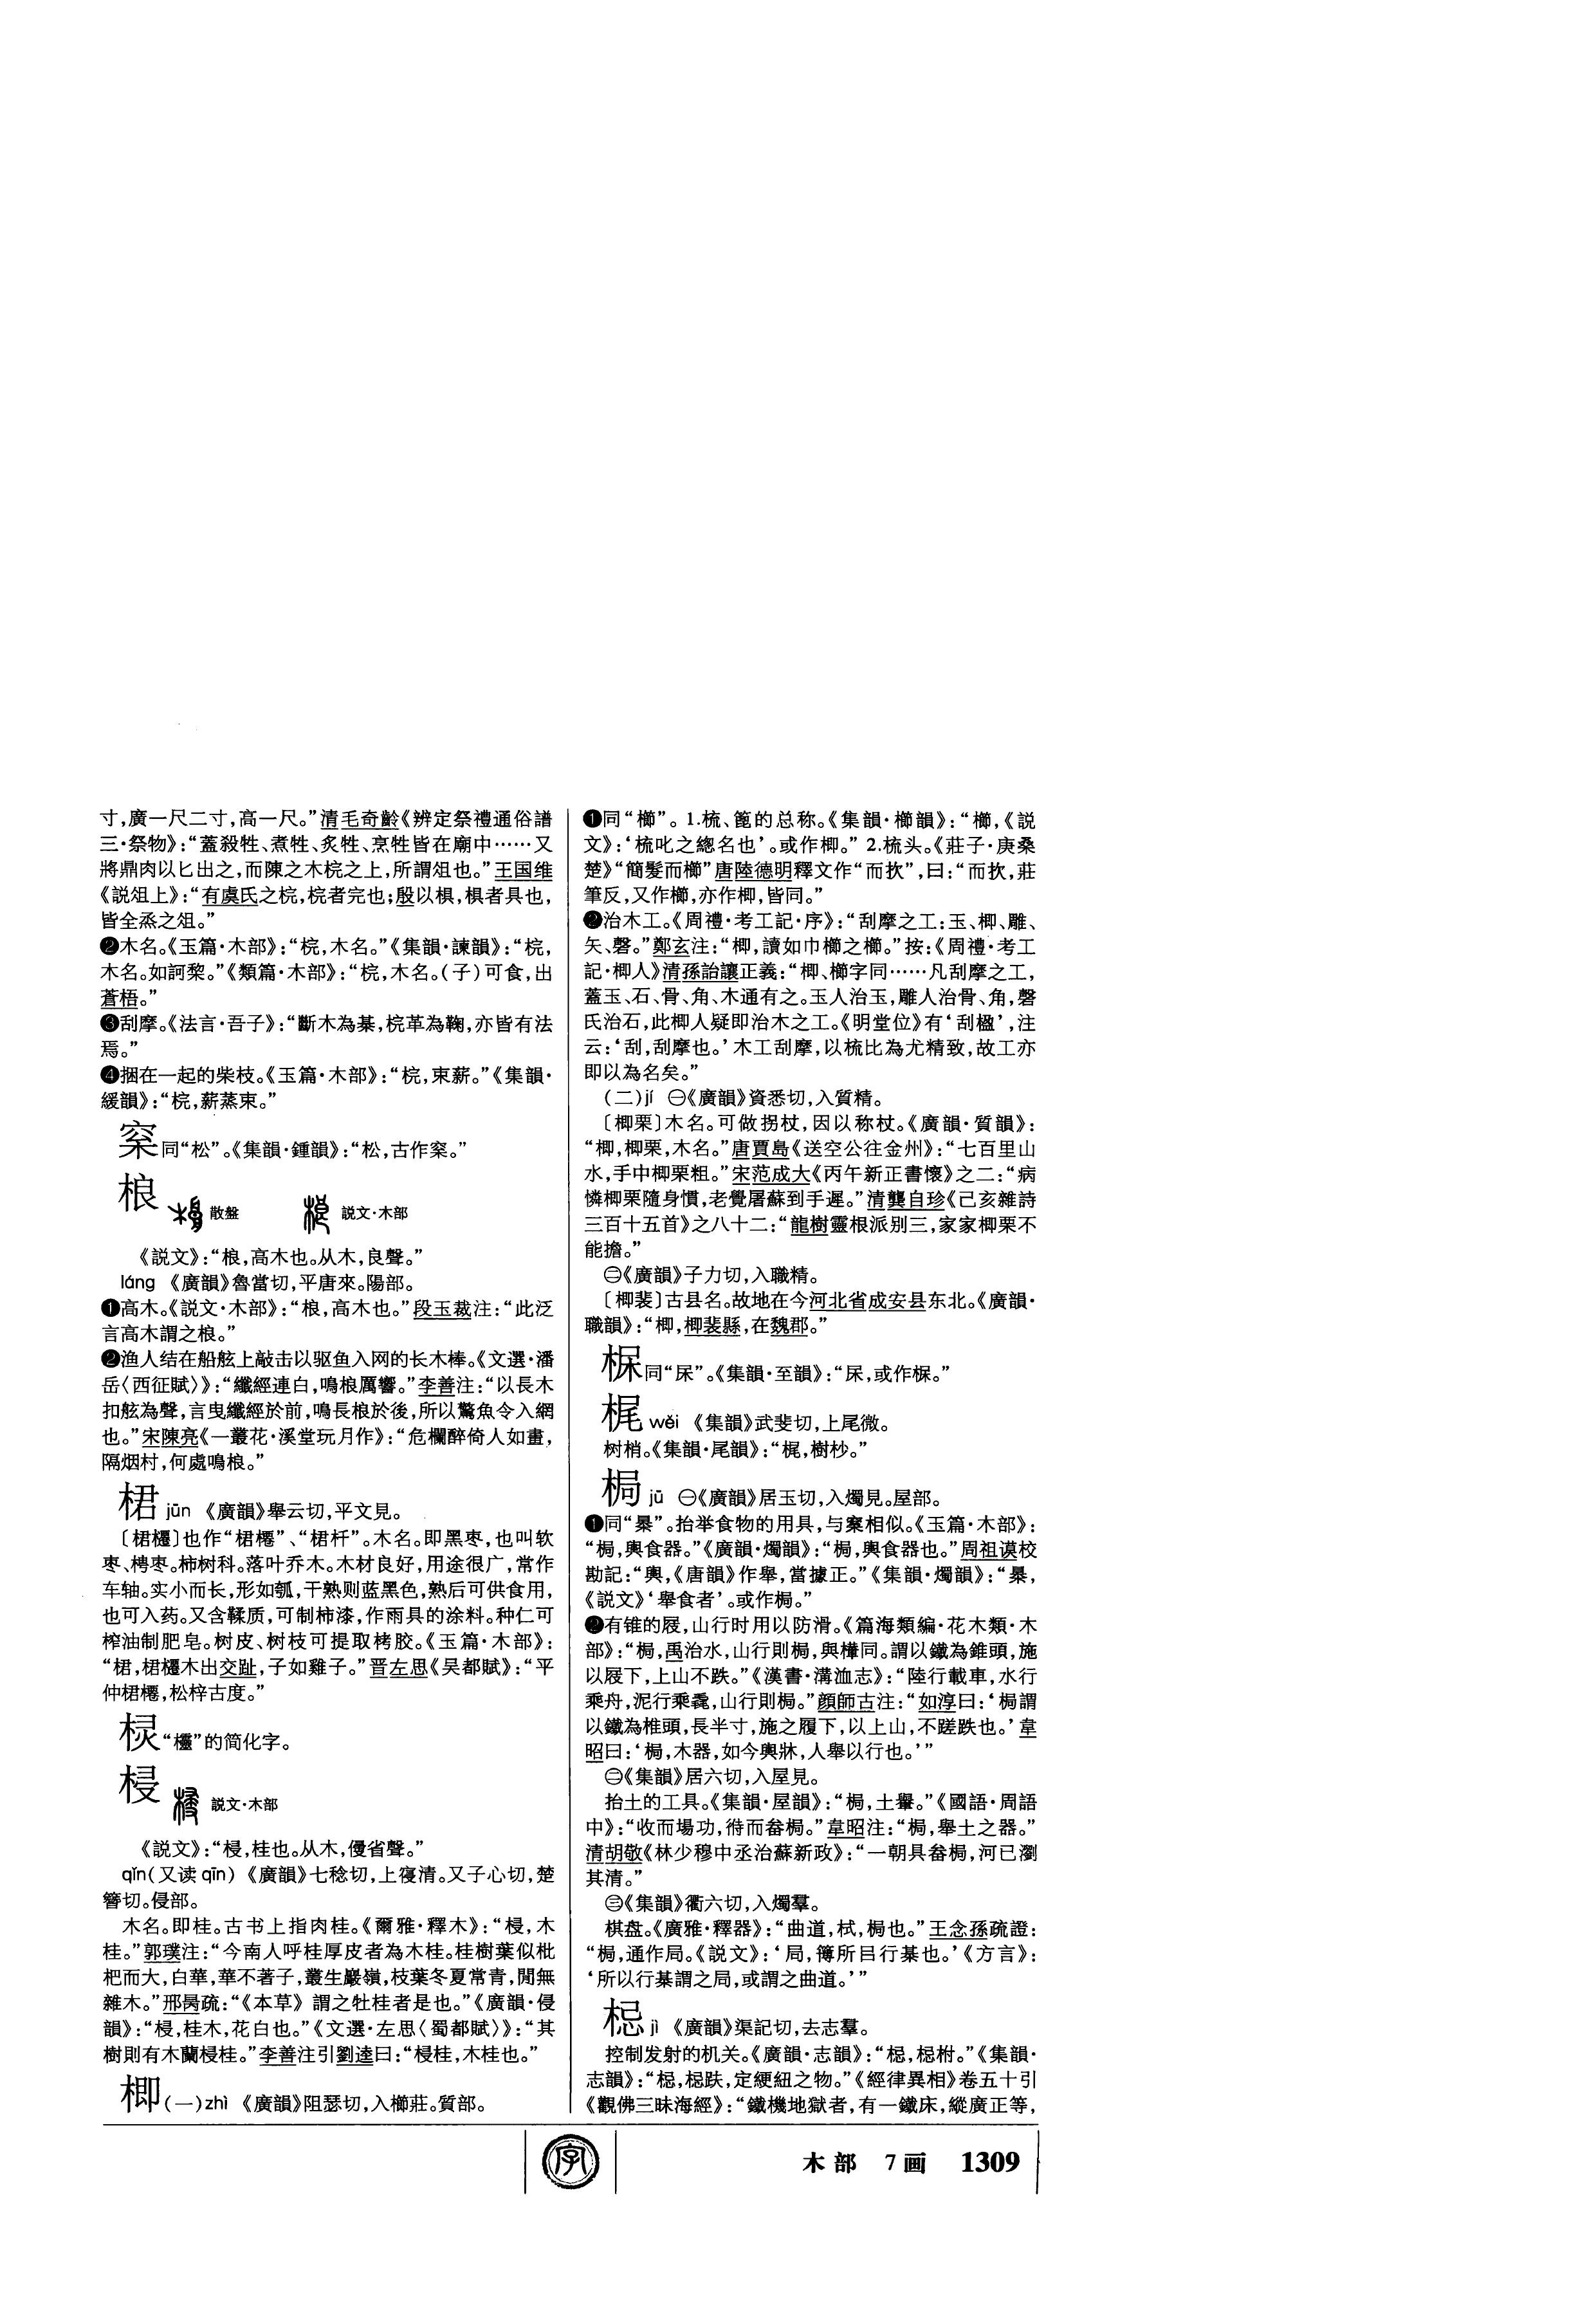 寸,廣一尺二寸,高一尺。”清毛奇齡《辨定祭禮通俗譜
三·祭物》:“蓋殺牲、煮牲、炙牲、烹牲皆在廟中……又
將鼎肉以匕出之,而陳之木梡之上,所謂俎也。”王国维
《説俎上》:“有虞氏之梡,梡者完也;殷以椇,椇者具也,
皆全烝之俎。”
❷木名。《玉篇·木部》:“梡,木名。”《集韻·諫韻》:“梡,
木名。如訶棃。”《類篇·木部》:“梡,木名。(子)可食,出
蒼梧。”
❸刮摩。《法言·吾子》:“斷木為棊,梡革為鞠,亦皆有法
焉。”
❹捆在一起的柴枝。《玉篇·木部》:“梡,束薪。”《集韻·
緩韻》:“梡,薪蒸束。”
㮤同“松”。《集韻·鍾韻》:“松,古作㮤。”
桹 散盤 説文·木部
《説文》:“桹,高木也。从木,良聲。”
láng 《廣韻》魯當切,平唐來。陽部。
❶高木。《説文·木部》:“桹,高木也。”段玉裁注:“此泛
言高木謂之桹。”
❷渔人结在船舷上敲击以驱鱼入网的长木棒。《文選·潘
岳〈西征賦〉》:“纖經連白,鳴桹厲響。”李善注:“以長木
扣舷為聲,言曳纖經於前,鳴長桹於後,所以驚魚令入網
也。”宋陳亮《一叢花·溪堂玩月作》:“危欄醉倚人如畫,
隔烟村,何處鳴桹。”
桾 jūn 《廣韻》舉云切,平文見。
〔桾櫏〕也作“桾㯠”、“桾杄”。木名。即黑枣,也叫软
枣、梬枣。柿树科。落叶乔木。木材良好,用途很广,常作
车轴。实小而长,形如瓠,干熟则蓝黑色,熟后可供食用,
也可入药。又含鞣质,可制柿漆,作雨具的涂料。种仁可
榨油制肥皂。树皮、树枝可提取栲胶。《玉篇·木部》:
“桾,桾櫏木出交趾,子如雞子。”晋左思《吴都賦》:“平
仲桾㯠,松梓古度。”
棂“欞”的简化字。
梫 説文·木部
《説文》:“梫,桂也。从木,㑴省聲。”
qǐn(又读qīn) 《廣韻》七稔切,上寑清。又子心切,楚
簪切。侵部。
木名。即桂。古书上指肉桂。《爾雅·釋木》:“梫,木
桂。”郭璞注:“今南人呼桂厚皮者為木桂。桂樹葉似枇
杷而大,白華,華不著子,叢生巖嶺,枝葉冬夏常青,閒無
雜木。”邢昺疏:“《本草》謂之牡桂者是也。”《廣韻·侵
韻》:“梫,桂木,花白也。”《文選·左思〈蜀都賦〉》:“其
樹則有木蘭梫桂。”李善注引劉逵曰:“梫桂,木桂也。”
楖(一)zhì 《廣韻》阻瑟切,入櫛莊。質部。
❶同“櫛”。1.梳、篦的总称。《集韻·櫛韻》:“櫛,《説
文》:‘梳叱之總名也’。或作楖。” 2.梳头。《莊子·庚桑
楚》“簡髮而櫛”唐陸德明釋文作“而扻”,曰:“而扻,莊
筆反,又作櫛,亦作楖,皆同。”
❷治木工。《周禮·考工記·序》:“刮摩之工:玉、楖、雕、
矢、磬。”鄭玄注:“楖,讀如巾櫛之櫛。”按:《周禮·考工
記·楖人》清孫詒讓正義:“楖、櫛字同……凡刮摩之工,
蓋玉、石、骨、角、木通有之。玉人治玉,雕人治骨、角,磬
氏治石,此楖人疑即治木之工。《明堂位》有‘刮楹’,注
云:‘刮,刮摩也。’木工刮摩,以梳比為尤精致,故工亦
即以為名矣。”
(二)jí ㊀《廣韻》資悉切,入質精。
〔楖栗〕木名。可做拐杖,因以称杖。《廣韻·質韻》:
“楖,楖栗,木名。”唐賈島《送空公往金州》:“七百里山
水,手中楖栗粗。”宋范成大《丙午新正書懷》之二:“病
憐楖栗隨身慣,老覺屠蘇到手遲。”清龔自珍《己亥雜詩
三百十五首》之八十二:“龍樹靈根派别三,家家楖栗不
能擔。”
㊁《廣韻》子力切,入職精。
〔楖裴〕古县名。故地在今河北省成安县东北。《廣韻·
職韻》:“楖,楖裴縣,在魏郡。”
杘同“杘”。《集韻·至韻》:“杘,或作𣔺。”
梶 wěi 《集韻》武斐切,上尾微。
树梢。《集韻·尾韻》:“梶,樹杪。”
梮 jū ㊀《廣韻》居玉切,入燭見。屋部。
❶同“暴”。抬举食物的用具,与案相似。《玉篇·木部》:
“梮,輿食器。”《廣韻·燭韻》:“梮,輿食器也。”周祖谟校
勘記:“輿,《唐韻》作舉,當據正。”《集韻·燭韻》:“暴,
《説文》‘舉食者’。或作梮。”
❷有锥的屐,山行时用以防滑。《篇海類編·花木類·木
部》:“梮,禹治水,山行則梮,與檋同。謂以鐵為錐頭,施
以屐下,上山不跌。”《漢書·溝洫志》:“陸行載車,水行
乘舟,泥行乘毳,山行則梮。”顔師古注:“如淳曰:‘梮謂
以鐵為椎頭,長半寸,施之履下,以上山,不蹉跌也。’韋
昭曰:‘梮,木器,如今輿牀,人舉以行也。’”
㊁《集韻》居六切,入屋見。
抬土的工具。《集韻·屋韻》:“梮,土轝。”《國語·周語
中》:“收而場功,偫而畚梮。”韋昭注:“梮,舉土之器。”
清胡敬《林少穆中丞治蘇新政》:“一朝具畚梮,河已瀏
其清。”
㊂《集韻》衢六切,入燭羣。
棋盘。《廣雅·釋器》:“曲道,栻,梮也。”王念孫疏證:
“梮,通作局。《説文》:‘局,簙所㠯行棊也。’《方言》:
‘所以行棊謂之局,或謂之曲道。’”
梞 jì 《廣韻》渠記切,去志羣。
控制发射的机关。《廣韻·志韻》:“梞,梞柎。”《集韻·
志韻》:“梞,梞趺,定綆紐之物。”《經律異相》卷五十引
《觀佛三昧海經》:“鐵機地獄者,有一鐵床,縱廣正等,
字
木部 7画 1309